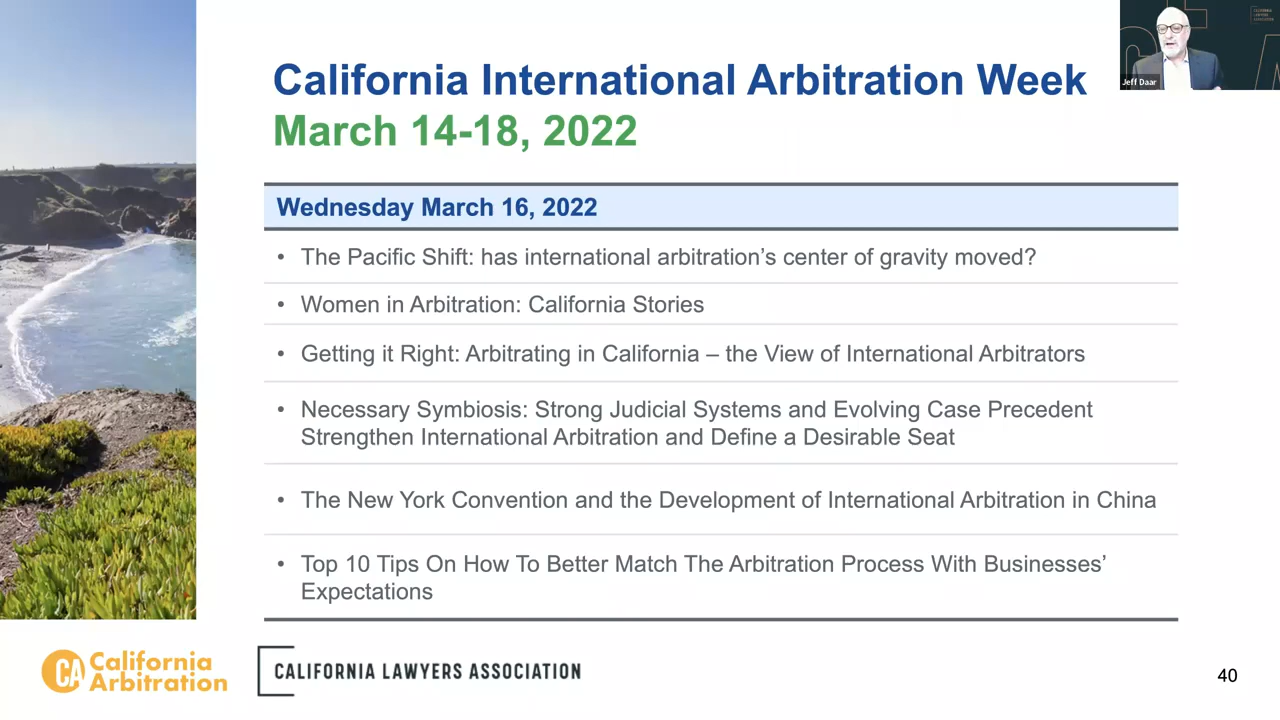 California International Arbitration Week
March 14-18, 2022
CALIFORNIA
LAWYERS
ASSOCIATION
Jeff Daar
Wednesday March 16, 2022
• The Pacific Shift: has international arbitration’s center of gravity moved?
• Women in Arbitration: California Stories
• Getting it Right: Arbitrating in California – the View of International Arbitrators
• Necessary Symbiosis: Strong Judicial Systems and Evolving Case Precedent
Strengthen International Arbitration and Define a Desirable Seat
• The New York Convention and the Development of International Arbitration in China
• Top 10 Tips On How To Better Match The Arbitration Process With Businesses’
Expectations
CA California
Arbitration
CALIFORNIA LAWYERS ASSOCIATION
40